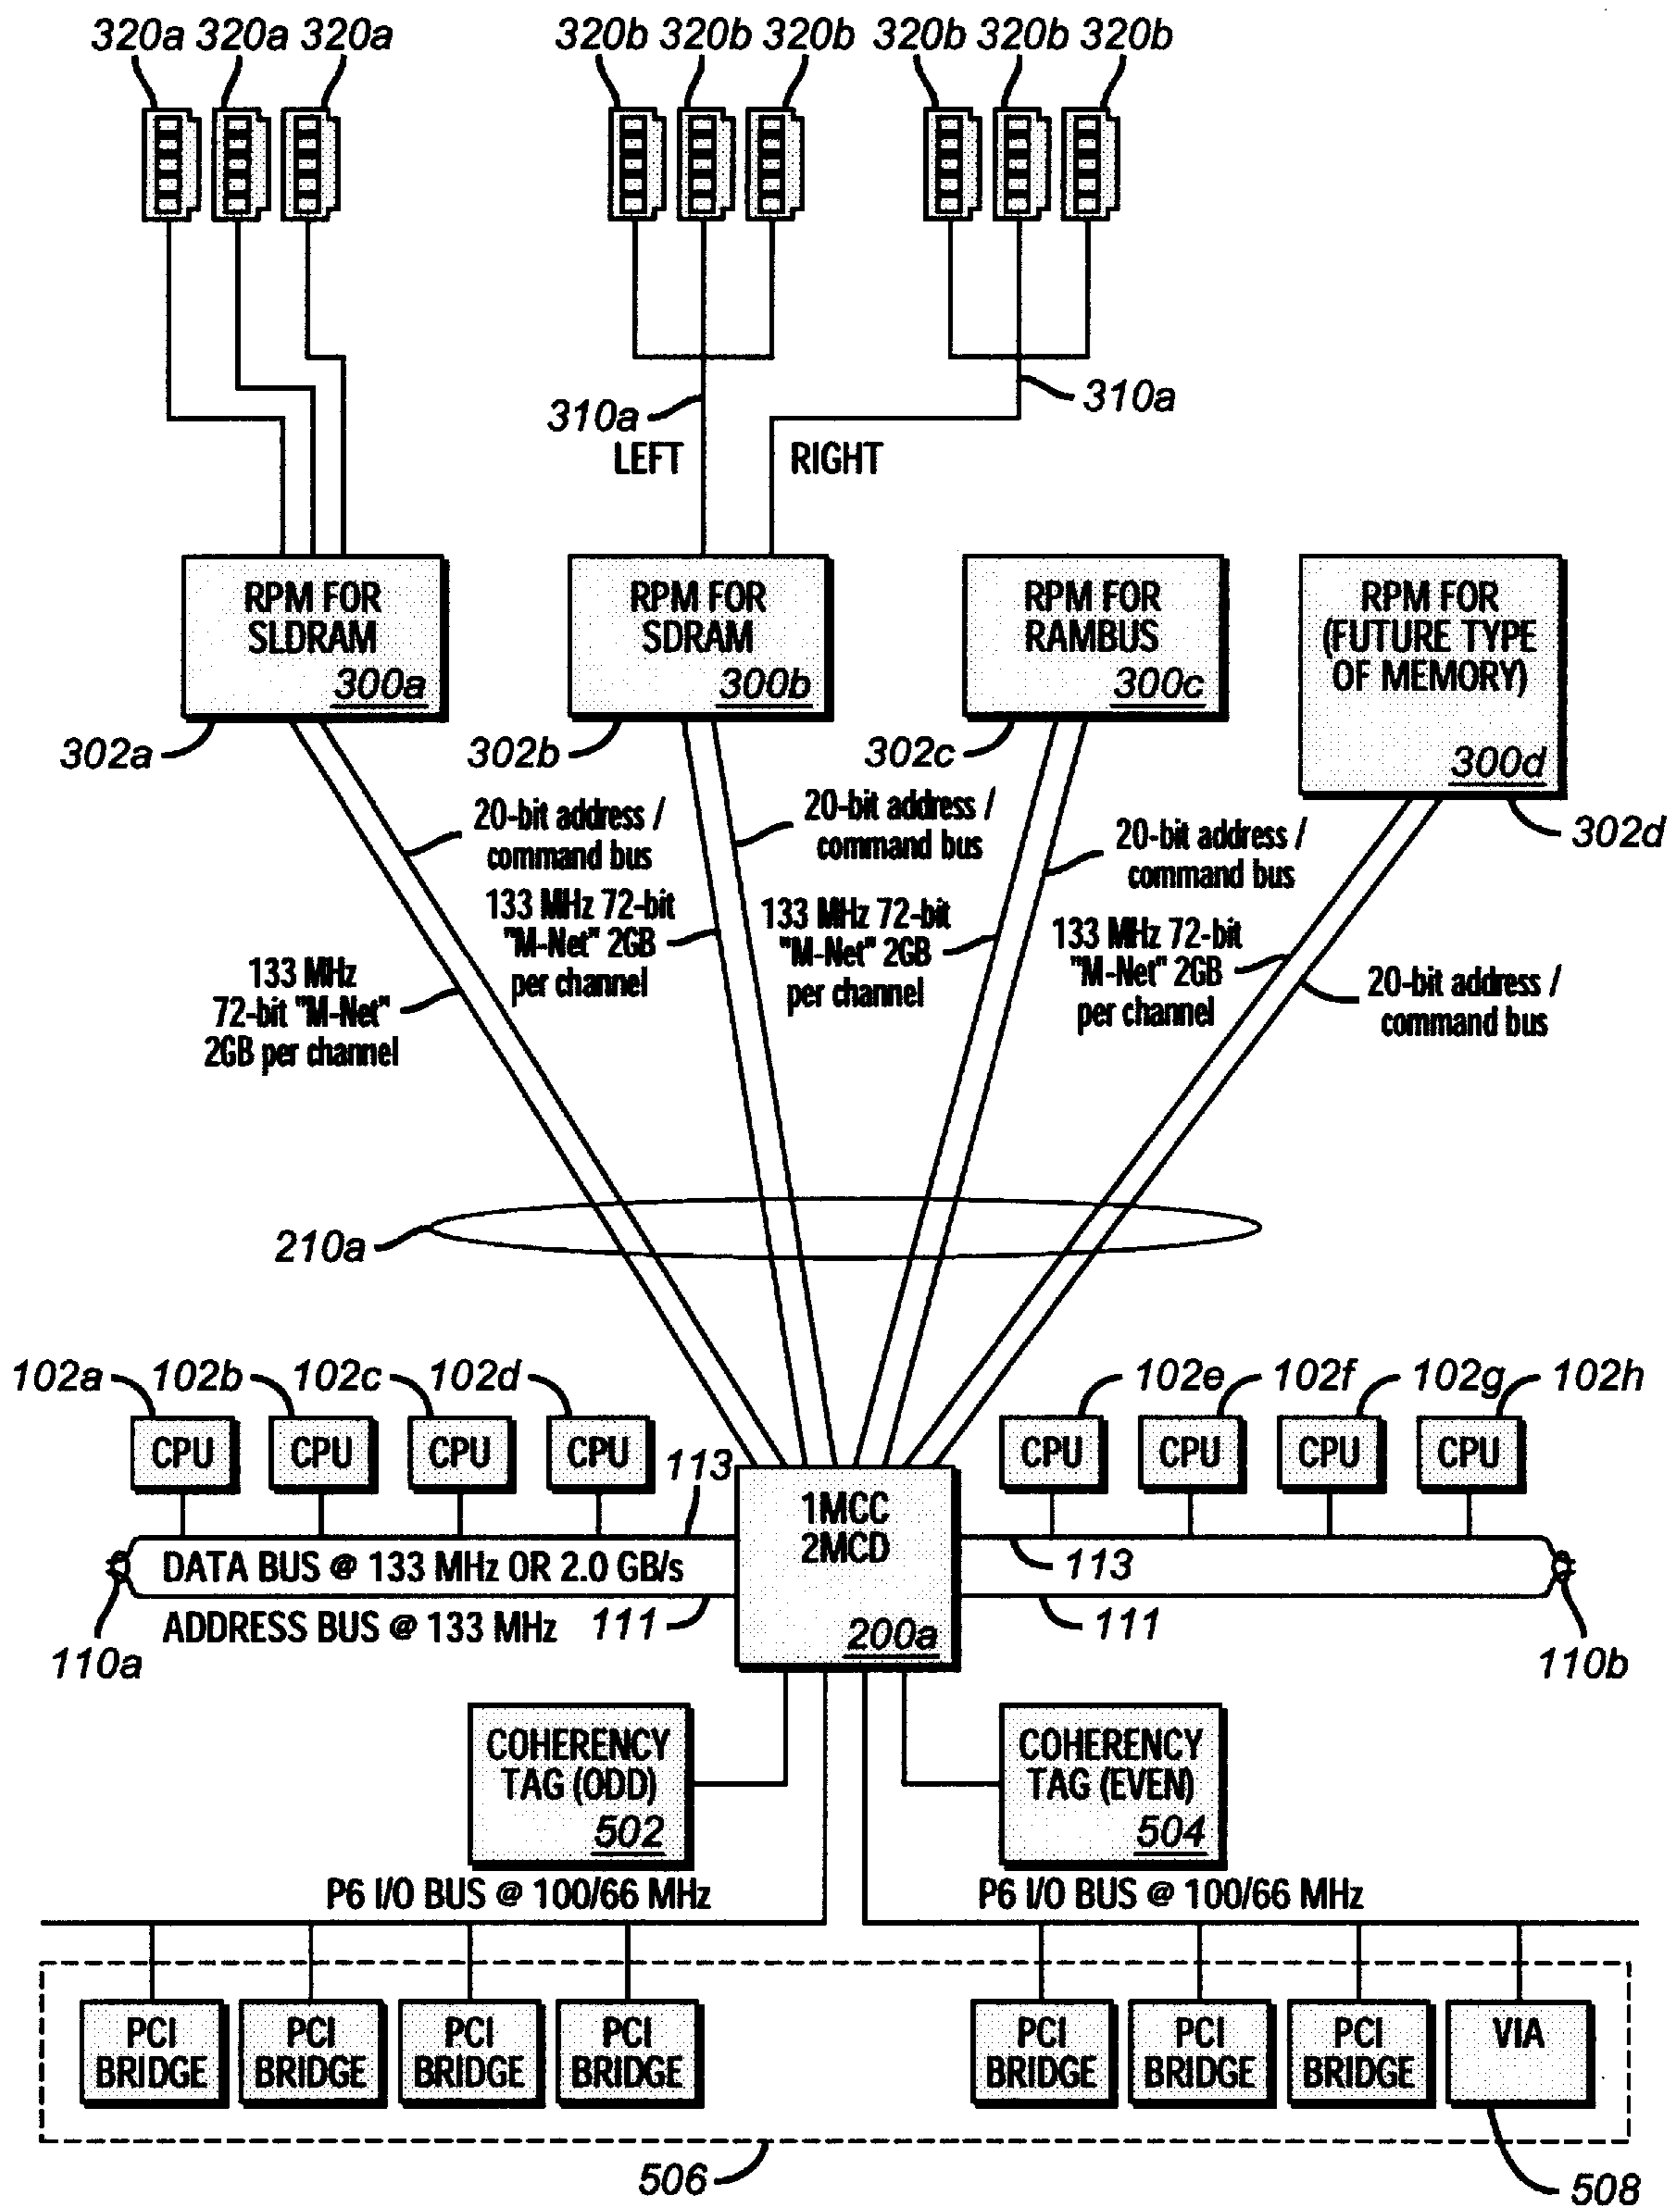 320a 320a 320a 320b 320b 320b 320b 320b 320b
310a
310a
LEFT
RIGHT
RPM FOR
SLDRAM
300a
RPM FOR
SDRAM
300b
RPM FOR
RAMBUS
300c
RPM FOR
(FUTURE TYPE
OF MEMORY)
300d
302a
302b
302c
302d
20-bit address /
command bus
20-bit address /
command bus
20-bit address /
command bus
20-bit address /
command bus
133 MHz
72-bit "M-Net"
2GB per channel
133 MHz 72-bit
"M-Net" 2GB
per channel
133 MHz 72-bit
"M-Net" 2GB
per channel
133 MHz 72-bit
"M-Net" 2GB
per channel
210a
102a 102b 102c 102d 102e 102f 102g 102h
CPU CPU CPU CPU CPU CPU CPU CPU
113
1MCC
2MCD
200a
113
DATA BUS @ 133 MHz OR 2.0 GB/s
ADDRESS BUS @ 133 MHz
111
111
110a
110b
COHERENCY
TAG (ODD)
502
COHERENCY
TAG (EVEN)
504
P6 I/O BUS @ 100/66 MHz
P6 I/O BUS @ 100/66 MHz
PCI
BRIDGE
PCI
BRIDGE
PCI
BRIDGE
PCI
BRIDGE
PCI
BRIDGE
PCI
BRIDGE
PCI
BRIDGE
VIA
506
508